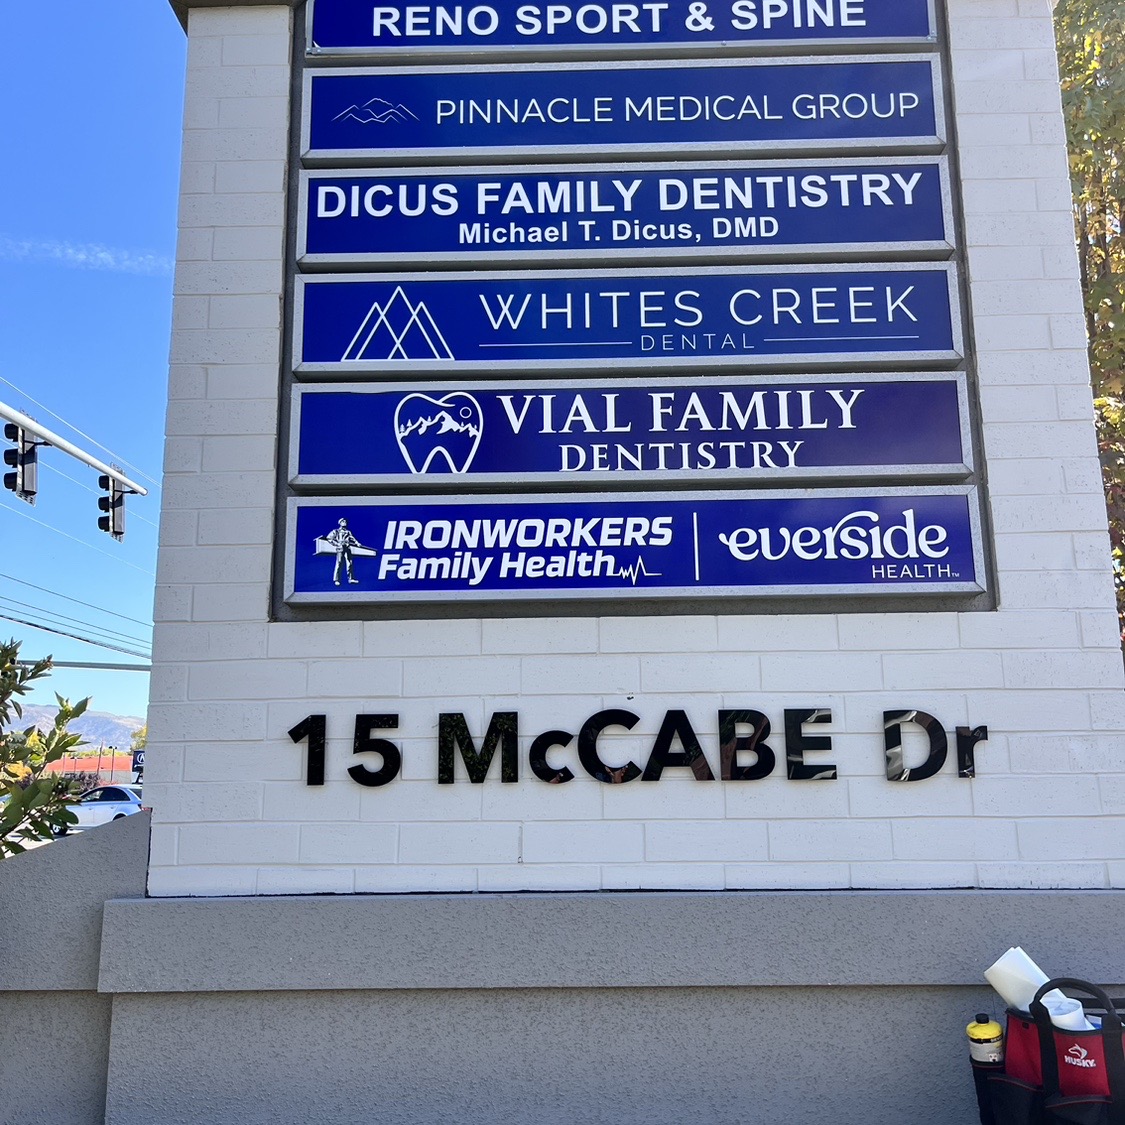 RENO SPORT & SPINE
PINNACLE MEDICAL GROUP
DICUS FAMILY DENTISTRY
Michael T. Dicus, DMD
WHITES CREEK
DENTAL
VIAL FAMILY
DENTISTRY
IRONWORKERS
Family Health
everside
HEALTH™
15 McCABE Dr
HUSKY